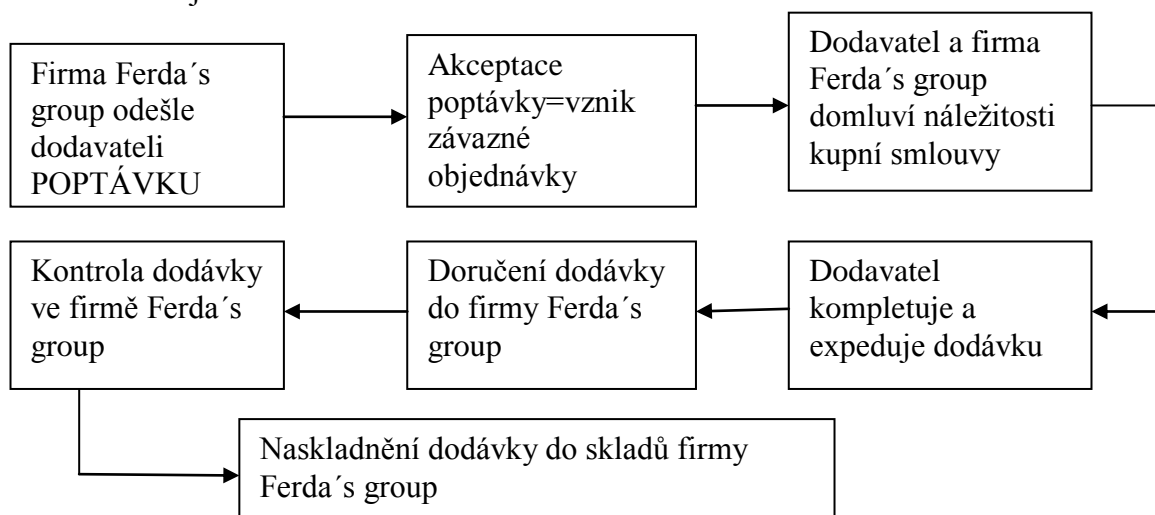 Firma Ferda´s
group odešle
dodavateli
POPTÁVKU
Akceptace
poptávky=vznik
závazné
objednávky
Dodavatel a firma
Ferda´s group
domluví náležitosti
kupní smlouvy
Dodavatel
kompletuje a
expeduje dodávku
Doručení dodávky
do firmy Ferda´s
group
Kontrola dodávky
ve firmě Ferda´s
group
Naskladnění dodávky do skladů firmy
Ferda´s group